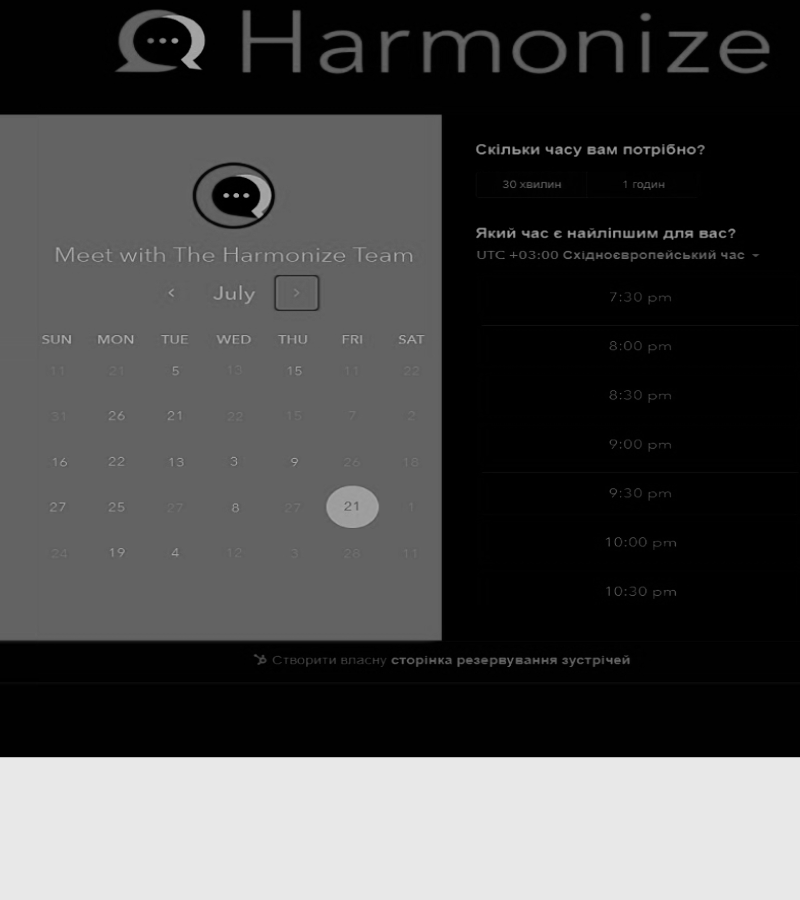 Harmonize
Meet with The Harmonize Team
July
SUN MON TUE WED THU FRI SAT
11 21 5 13 15 11 22
31 26 21 22 15 7 2
16 22 13 3 9 26 18
27 25 27 8 27 21 1
24 19 4 12 3 28 11
Скільки часу вам потрібно?
30 хвилин 1 годин
Який час є найліпшим для вас?
UTC +03:00 Східноєвропейський час
7:30 pm
8:00 pm
8:30 pm
9:00 pm
9:30 pm
10:00 pm
10:30 pm
Створити власну сторінка резервування зустрічей